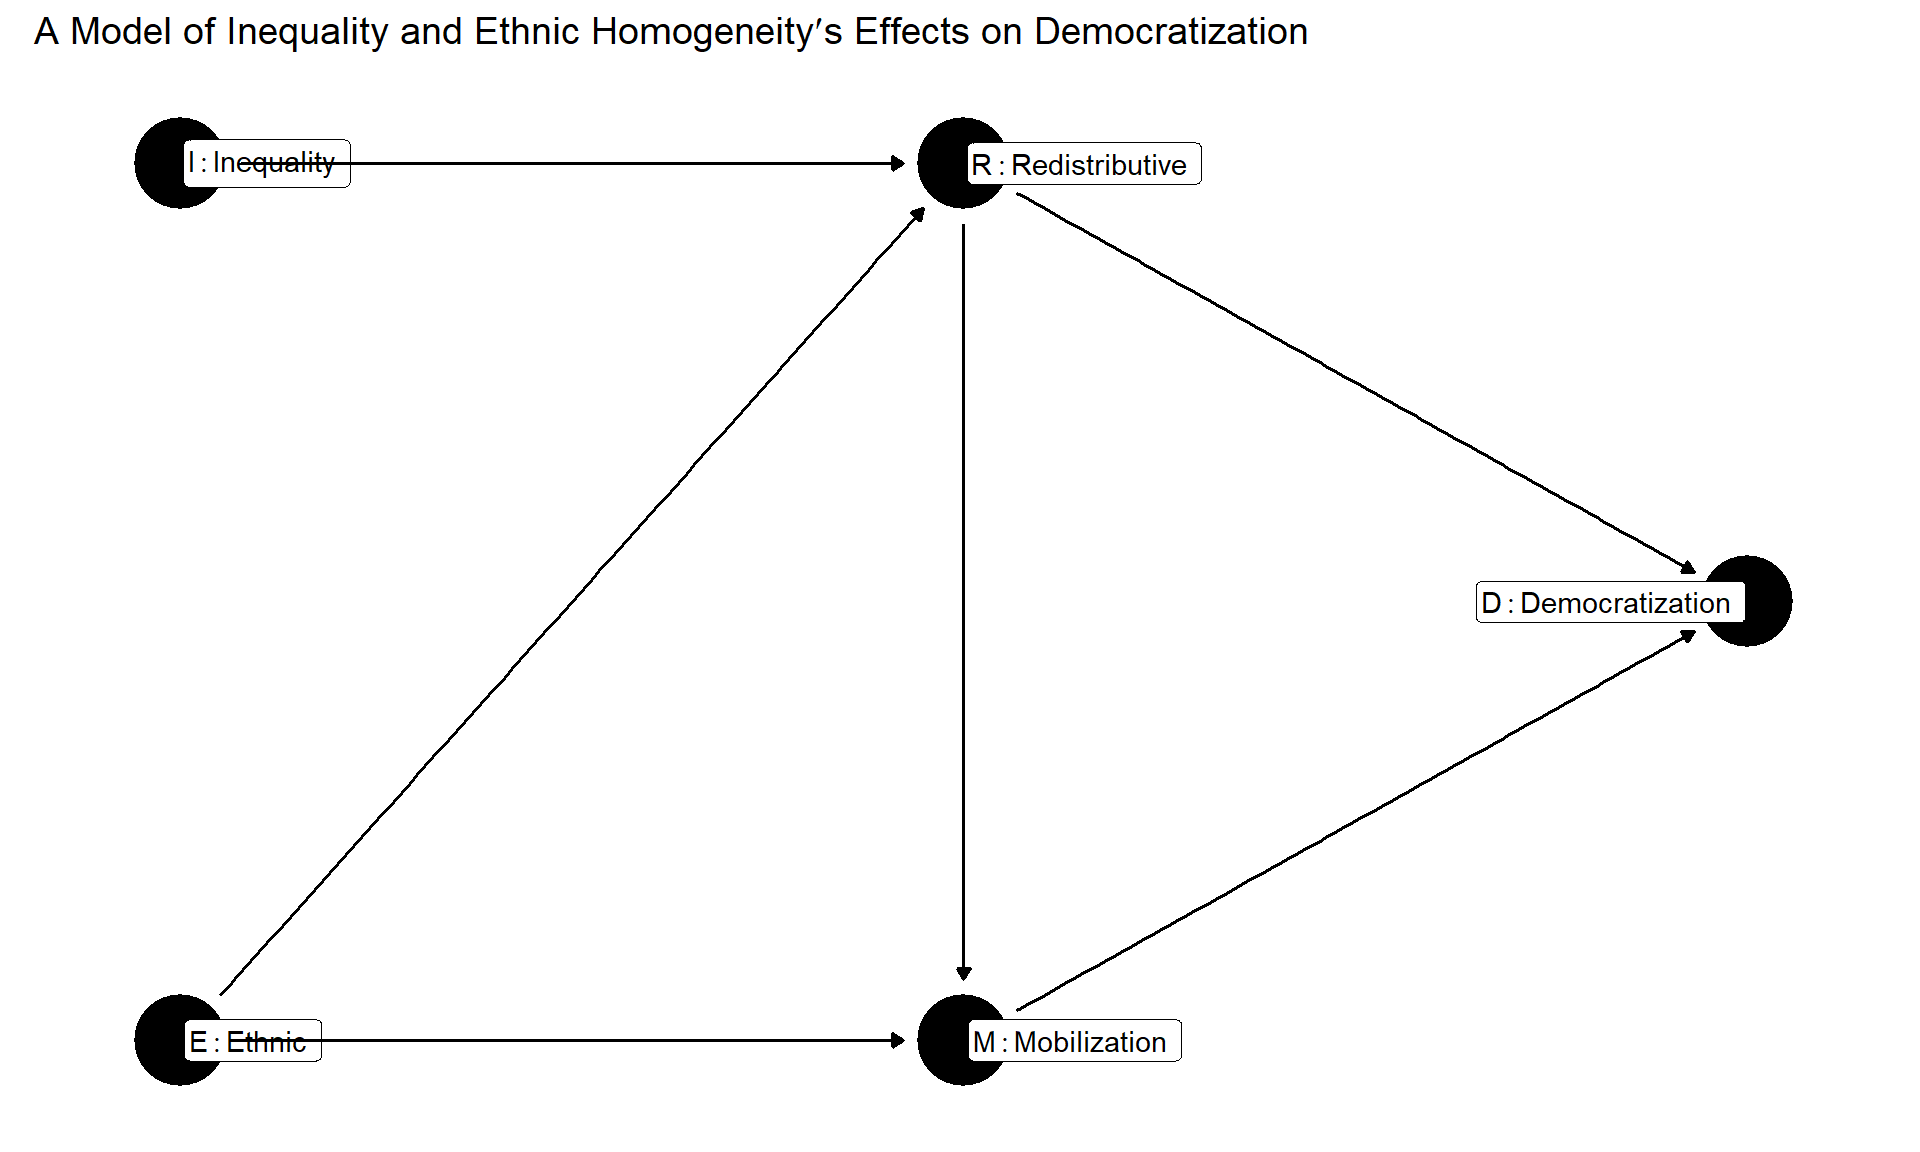 A Model of Inequality and Ethnic Homogeneity′s Effects on Democratization
I : Inequality
R : Redistributive
D : Democratization
E : Ethnic
M : Mobilization